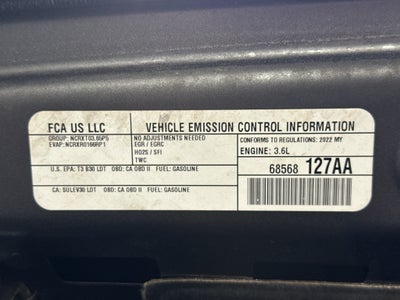 FCA US LLC
VEHICLE EMISSION CONTROL INFORMATION
GROUP: NCRXT03.65P5
EVAP: NCRXR0166RP1
NO ADJUSTMENTS NEEDED
EGR / EGRC
HO2S / SFI
TWC
CONFORMS TO REGULATIONS: 2022 MY
ENGINE: 3.6L
68568 127AA
U.S. EPA: T3 B30 LDT OBD: CA OBD II FUEL: GASOLINE
CA: SULEV30 LDT OBD: CA OBD II FUEL: GASOLINE